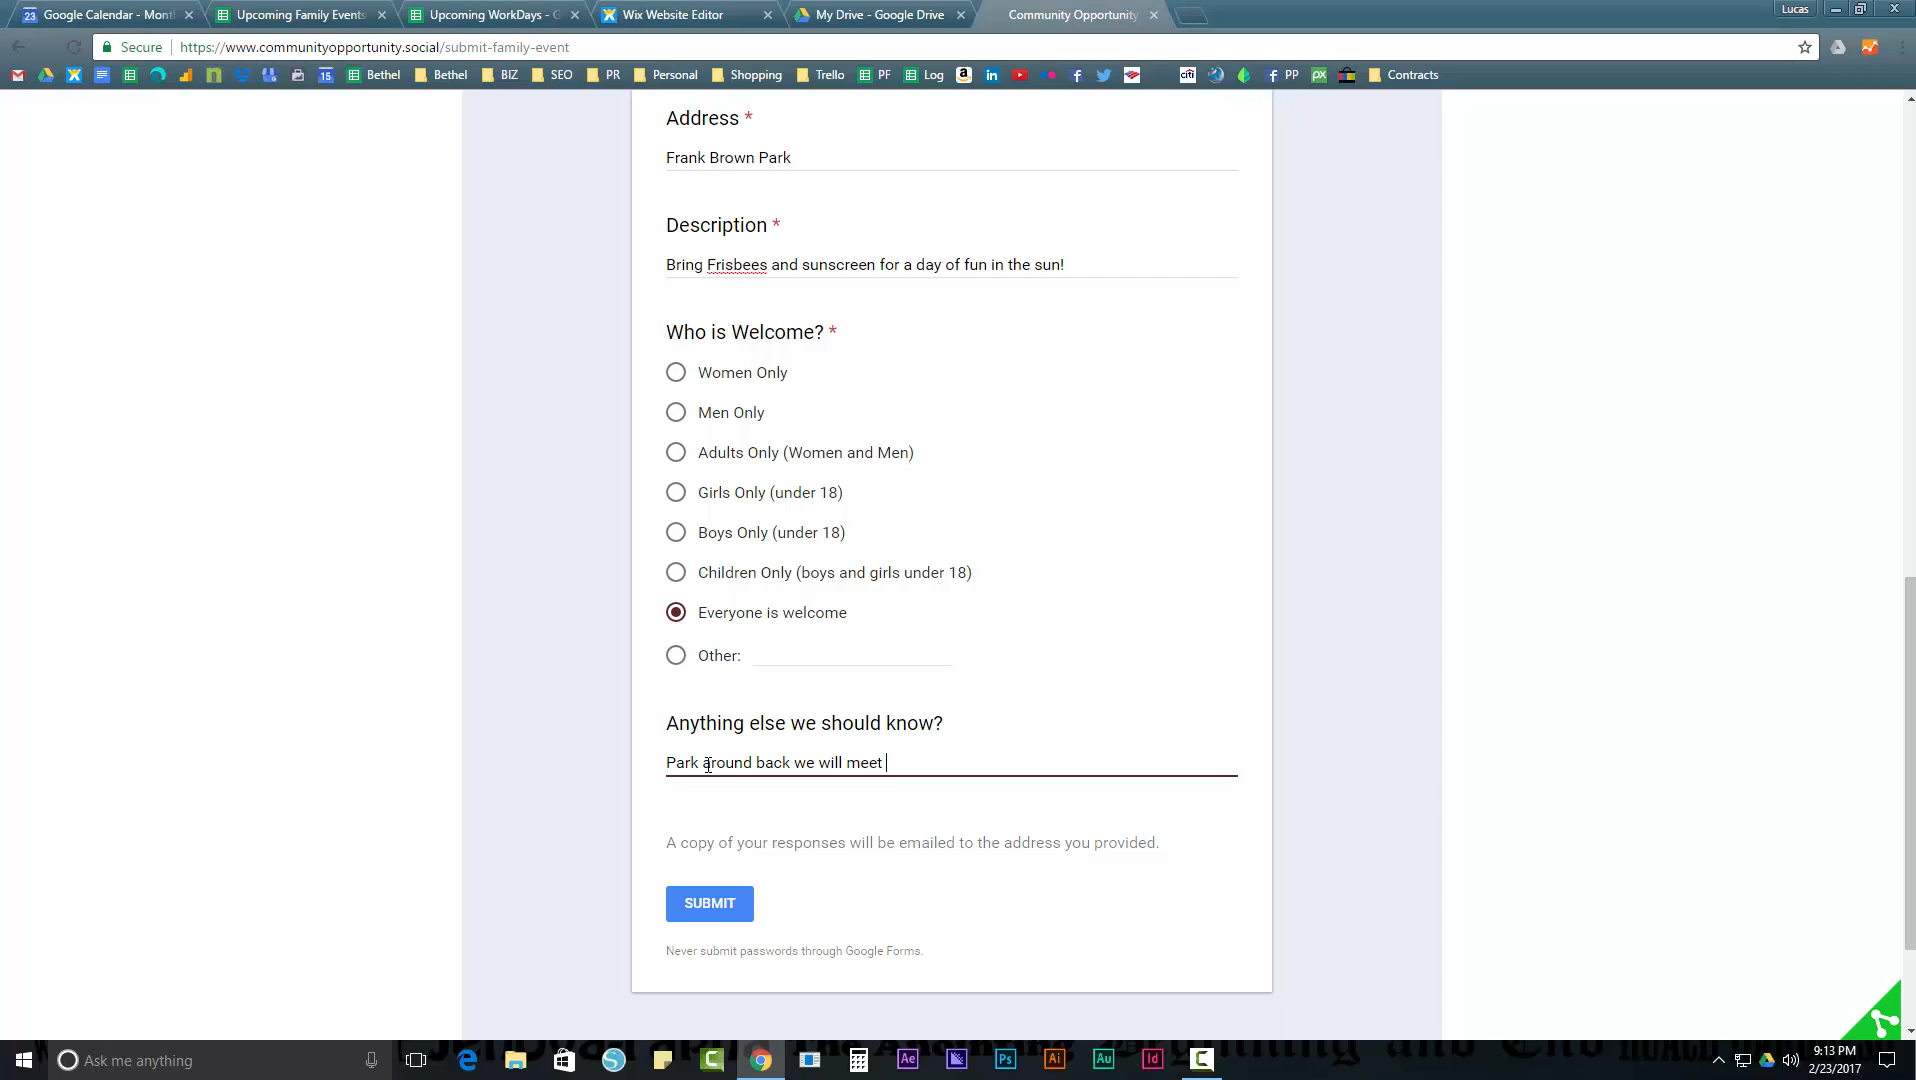 Google Calendar - Mont
Upcoming Family Events
Upcoming WorkDays - G
Wix Website Editor
My Drive - Google Drive
Community Opportunity
Lucas
Secure
https://www.communityopportunity.social/submit-family-event
Bethel
Bethel
BIZ
SEO
PR
Personal
Shopping
Trello
PF
Log
PP
Contracts
Address *
Frank Brown Park
Description *
Bring Frisbees and sunscreen for a day of fun in the sun!
Who is Welcome? *
Women Only
Men Only
Adults Only (Women and Men)
Girls Only (under 18)
Boys Only (under 18)
Children Only (boys and girls under 18)
Everyone is welcome
Other:
Anything else we should know?
Park around back we will meet
A copy of your responses will be emailed to the address you provided.
SUBMIT
Never submit passwords through Google Forms.
Ask me anything
9:13 PM
2/23/2017